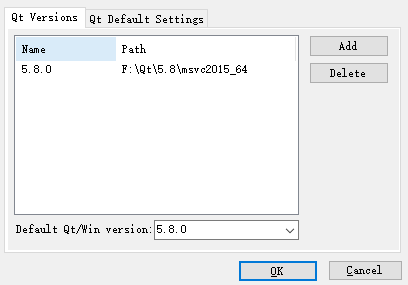 Qt Versions Qt Default Settings
Name Path Add
5.8.0 F:\Qt\5.8\msvc2015_64 Delete
Default Qt/Win version: 5.8.0
OK Cancel